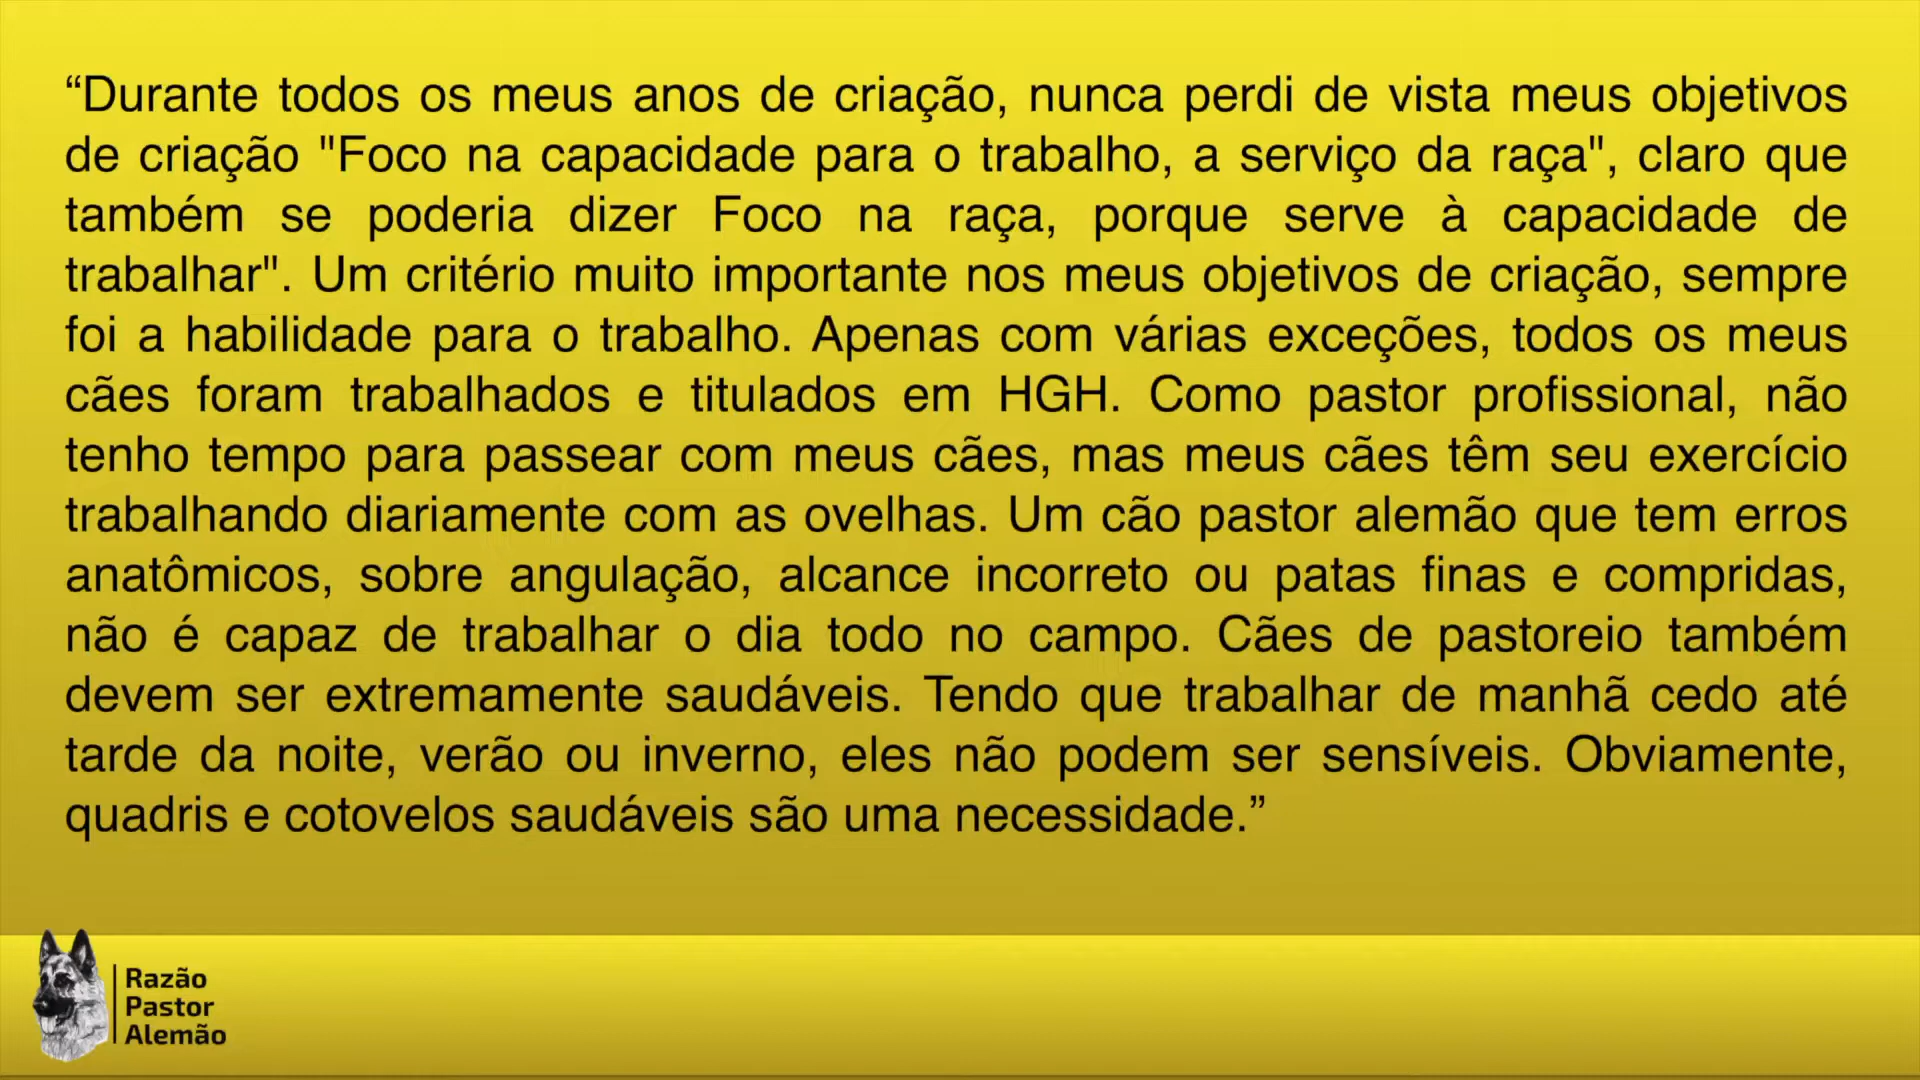 “Durante todos os meus anos de criação, nunca perdi de vista meus objetivos
de criação "Foco na capacidade para o trabalho, a serviço da raça", claro que
também se poderia dizer Foco na raça, porque serve à capacidade de
trabalhar". Um critério muito importante nos meus objetivos de criação, sempre
foi a habilidade para o trabalho. Apenas com várias exceções, todos os meus
cães foram trabalhados e titulados em HGH. Como pastor profissional, não
tenho tempo para passear com meus cães, mas meus cães têm seu exercício
trabalhando diariamente com as ovelhas. Um cão pastor alemão que tem erros
anatômicos, sobre angulação, alcance incorreto ou patas finas e compridas,
não é capaz de trabalhar o dia todo no campo. Cães de pastoreio também
devem ser extremamente saudáveis. Tendo que trabalhar de manhã cedo até
tarde da noite, verão ou inverno, eles não podem ser sensíveis. Obviamente,
quadris e cotovelos saudáveis são uma necessidade.”
Razão
Pastor
Alemão